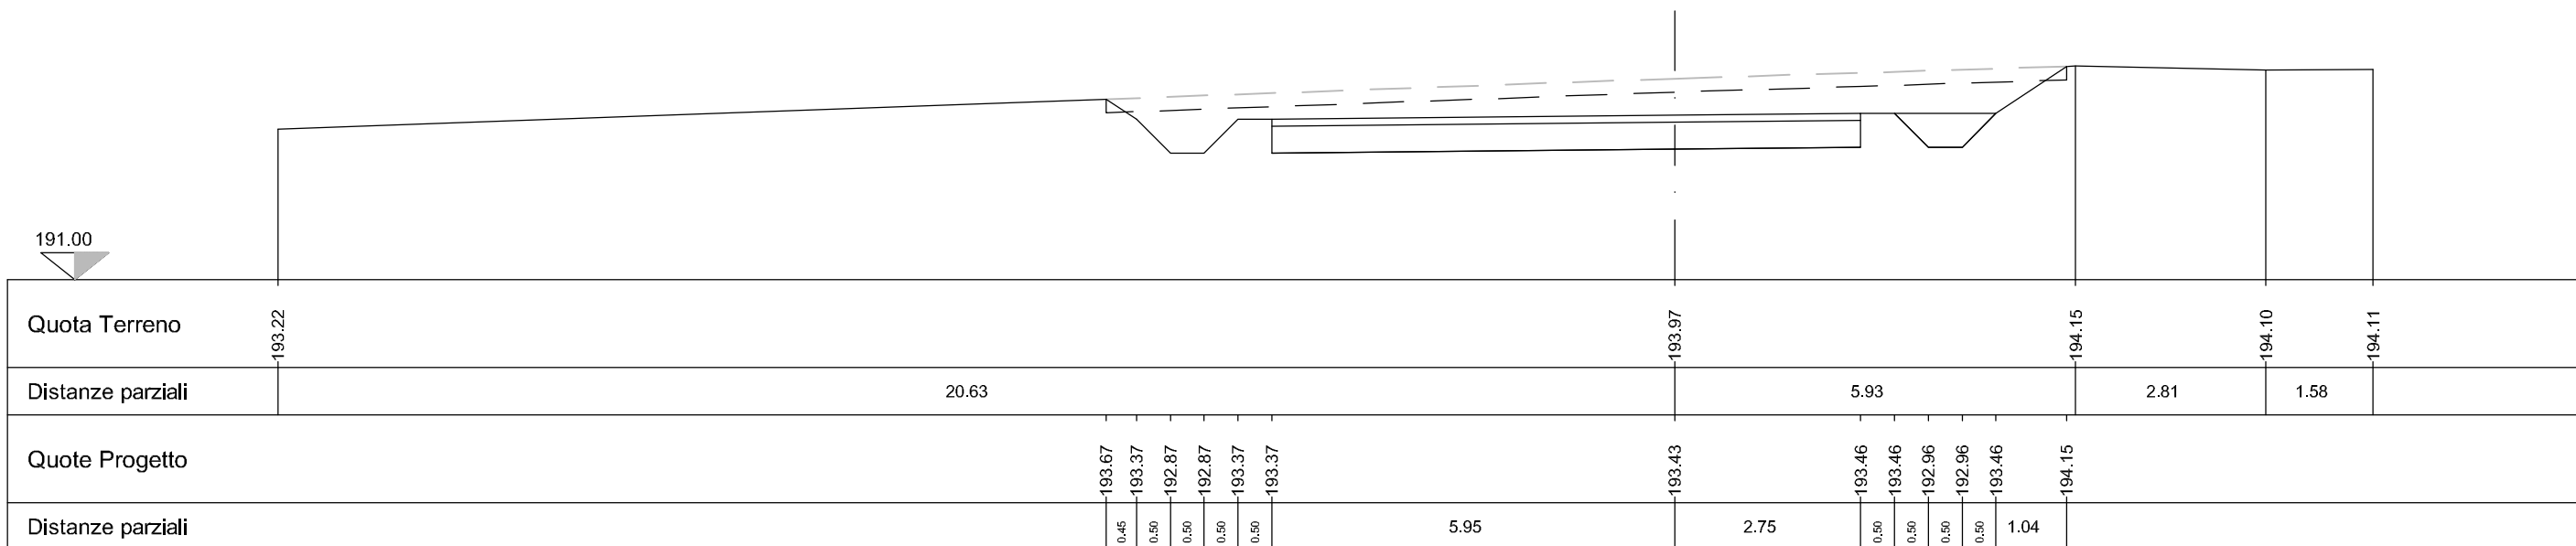 191.00
Quota Terreno 193.22 193.97 194.15 194.10 194.11
Distanze parziali 20.63 5.93 2.81 1.58
Quote Progetto 193.67 193.37 192.87 192.87 193.37 193.37 193.43 193.46 193.46 192.96 192.96 193.46 194.15
Distanze parziali 0.45 0.50 0.50 0.50 0.50 5.95 2.75 0.50 0.50 0.50 0.50 1.04